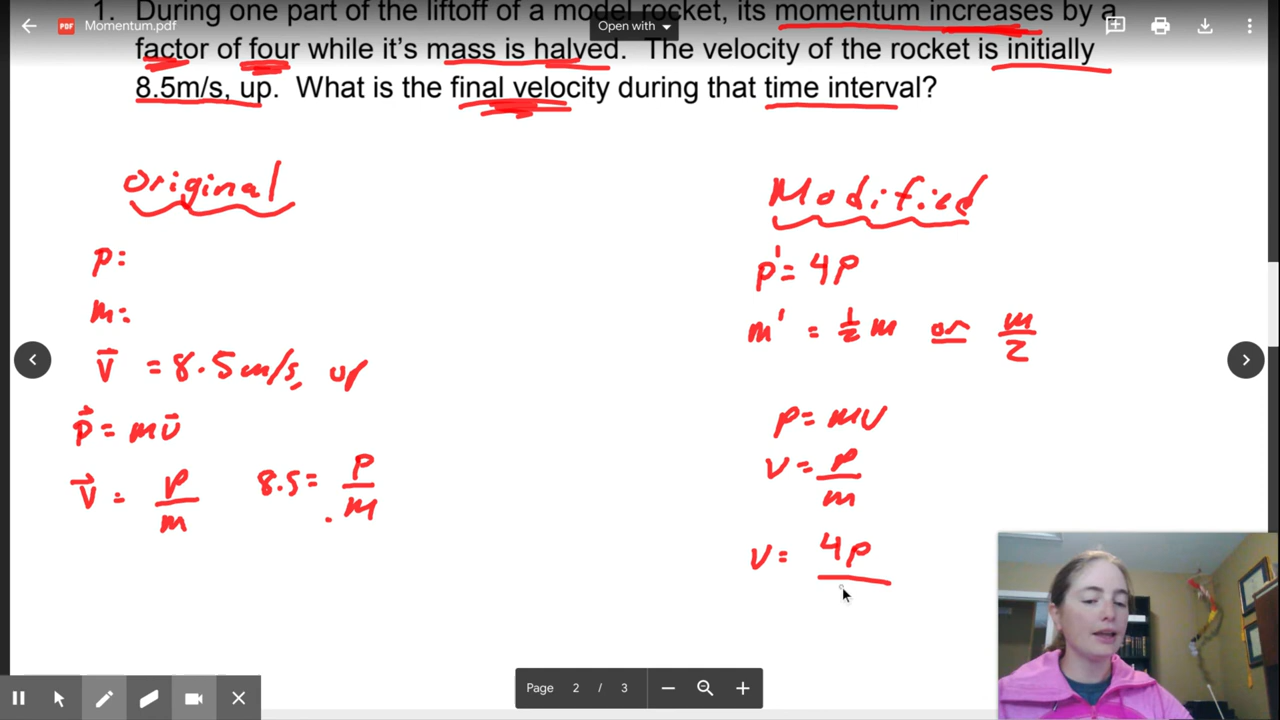 1. During one part of the liftoff of a model rocket, its momentum increases by a
Momentum.pdf
Open with
factor of four while it's mass is halved. The velocity of the rocket is initially
8.5m/s, up. What is the final velocity during that time interval?
Original
Modified
p:
p' = 4p
m:
m' = 1/2 m or m/2
v⃗ = 8.5m/s, up
p = mv
p⃗ = mv⃗
v = p/m
v⃗ = p/m 8.5 = p/m
v = 4p
Page 2 / 3